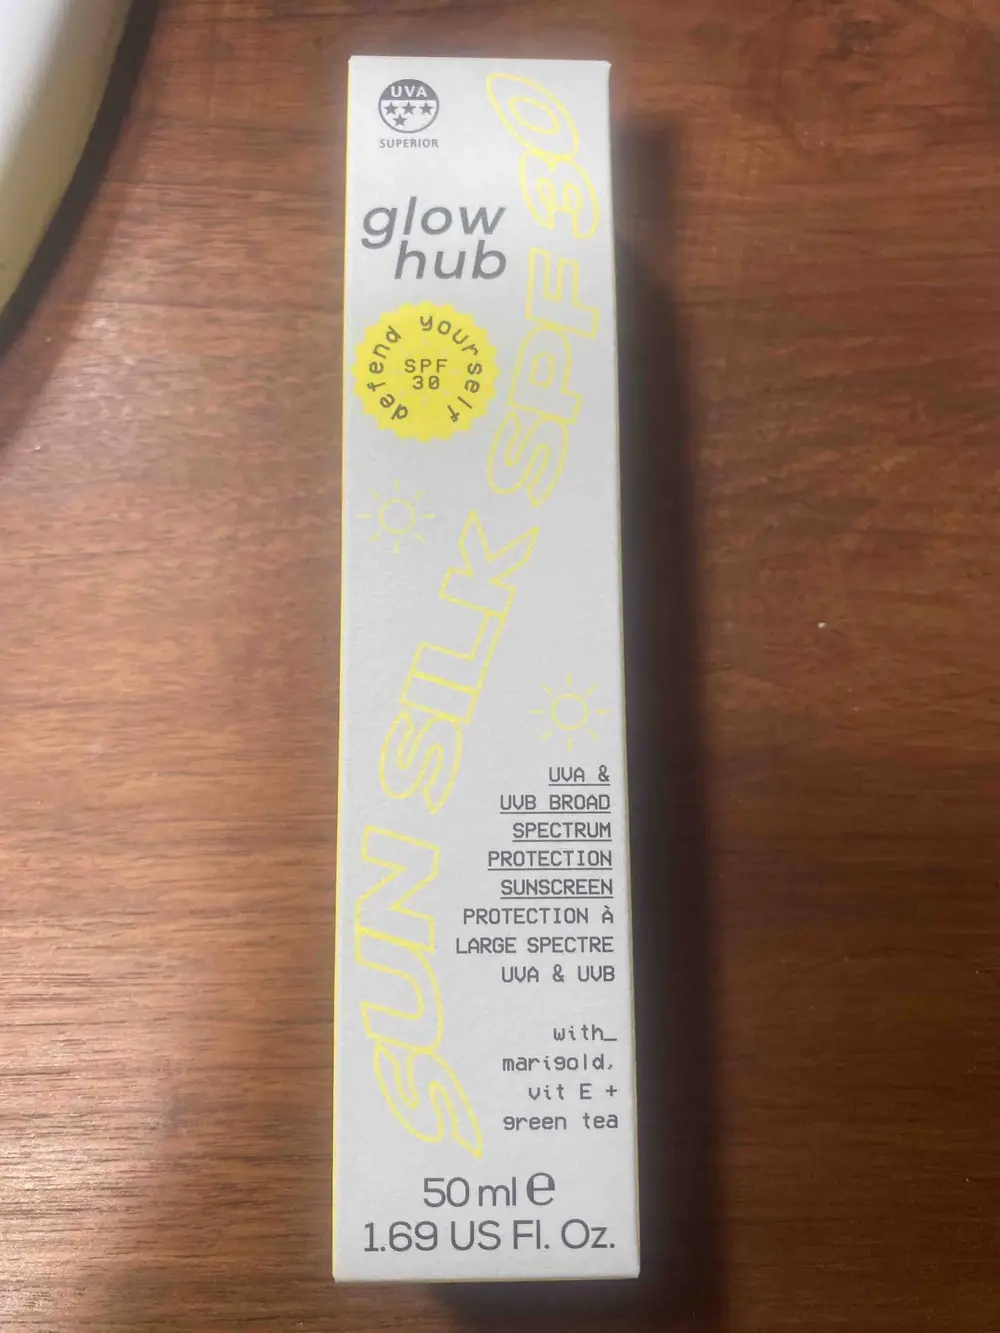 UVA
SUPERIOR
glow
hub
defend yourself
SPF
30
SUN SILK SPF 30
UVA &
UVB BROAD
SPECTRUM
PROTECTION
SUNSCREEN
PROTECTION À
LARGE SPECTRE
UVA & UVB
with_
marigold,
vit E +
green tea
50 ml e
1.69 US Fl. Oz.